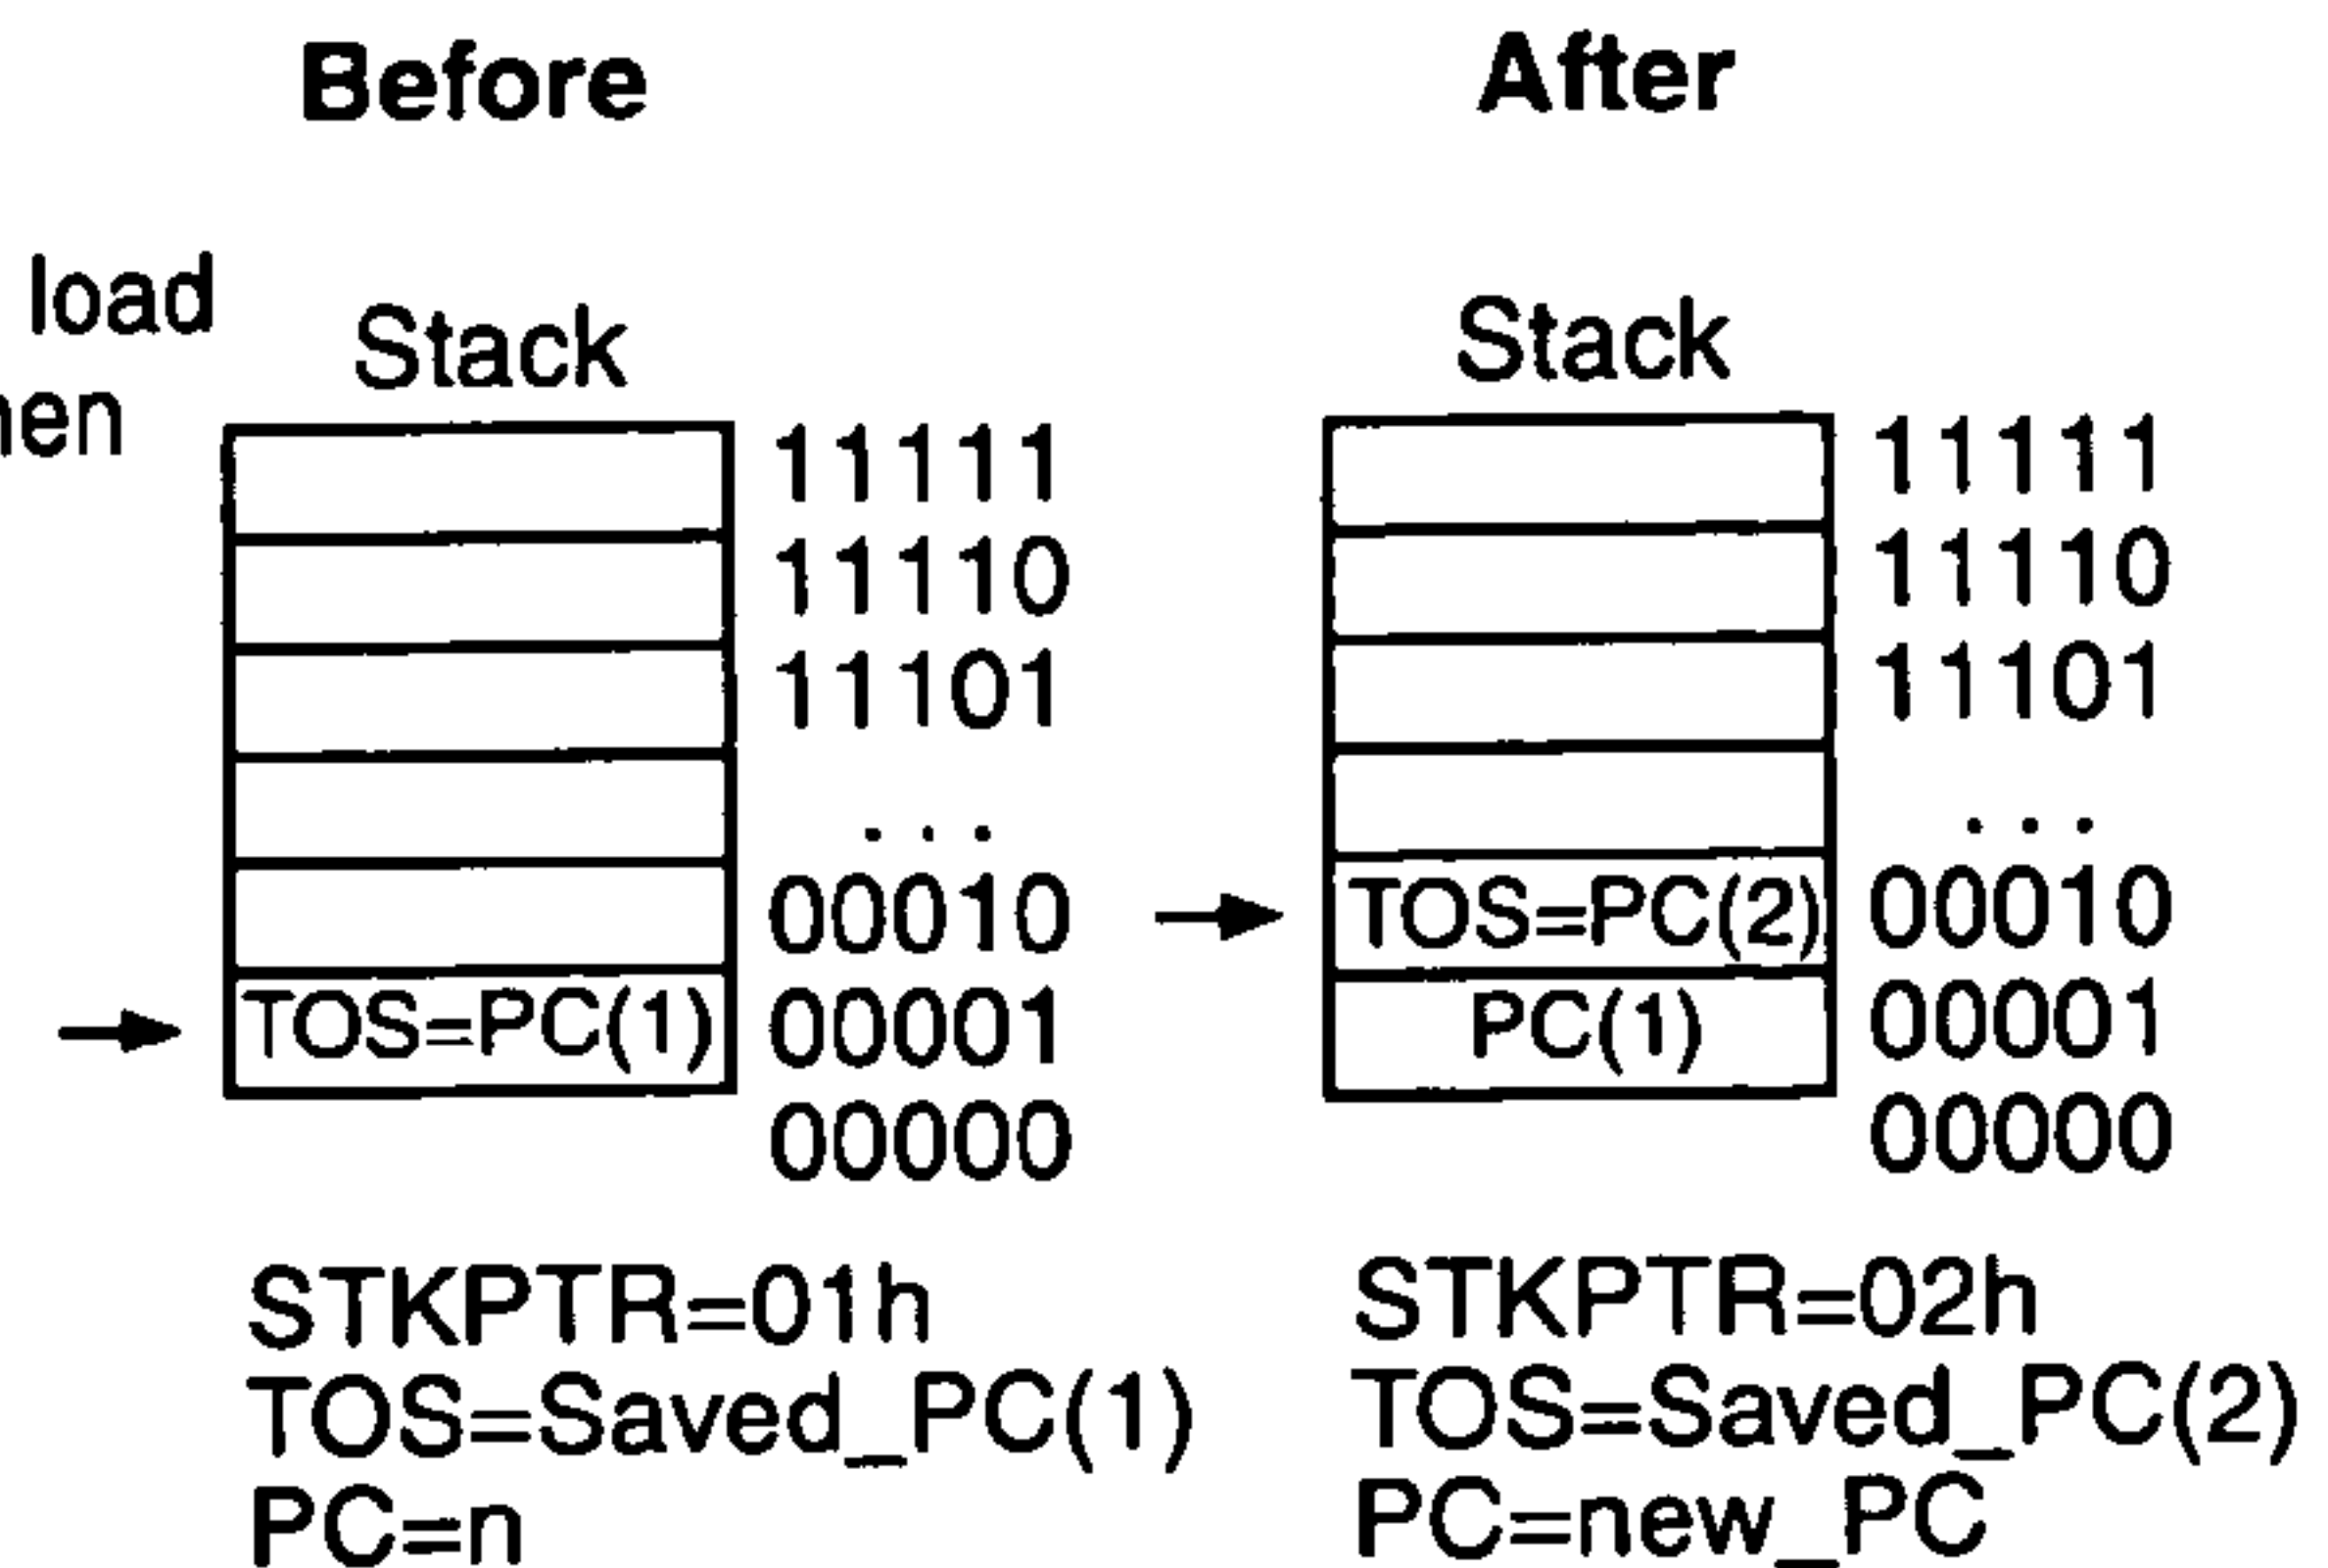 Before
After
load
Stack
11111
11110
11101
...
00010
TOS=PC(1) 00001
00000
STKPTR=01h
TOS=Saved_PC(1)
PC=n
Stack
11111
11110
11101
...
TOS=PC(2) 00010
PC(1) 00001
00000
STKPTR=02h
TOS=Saved_PC(2)
PC=new_PC